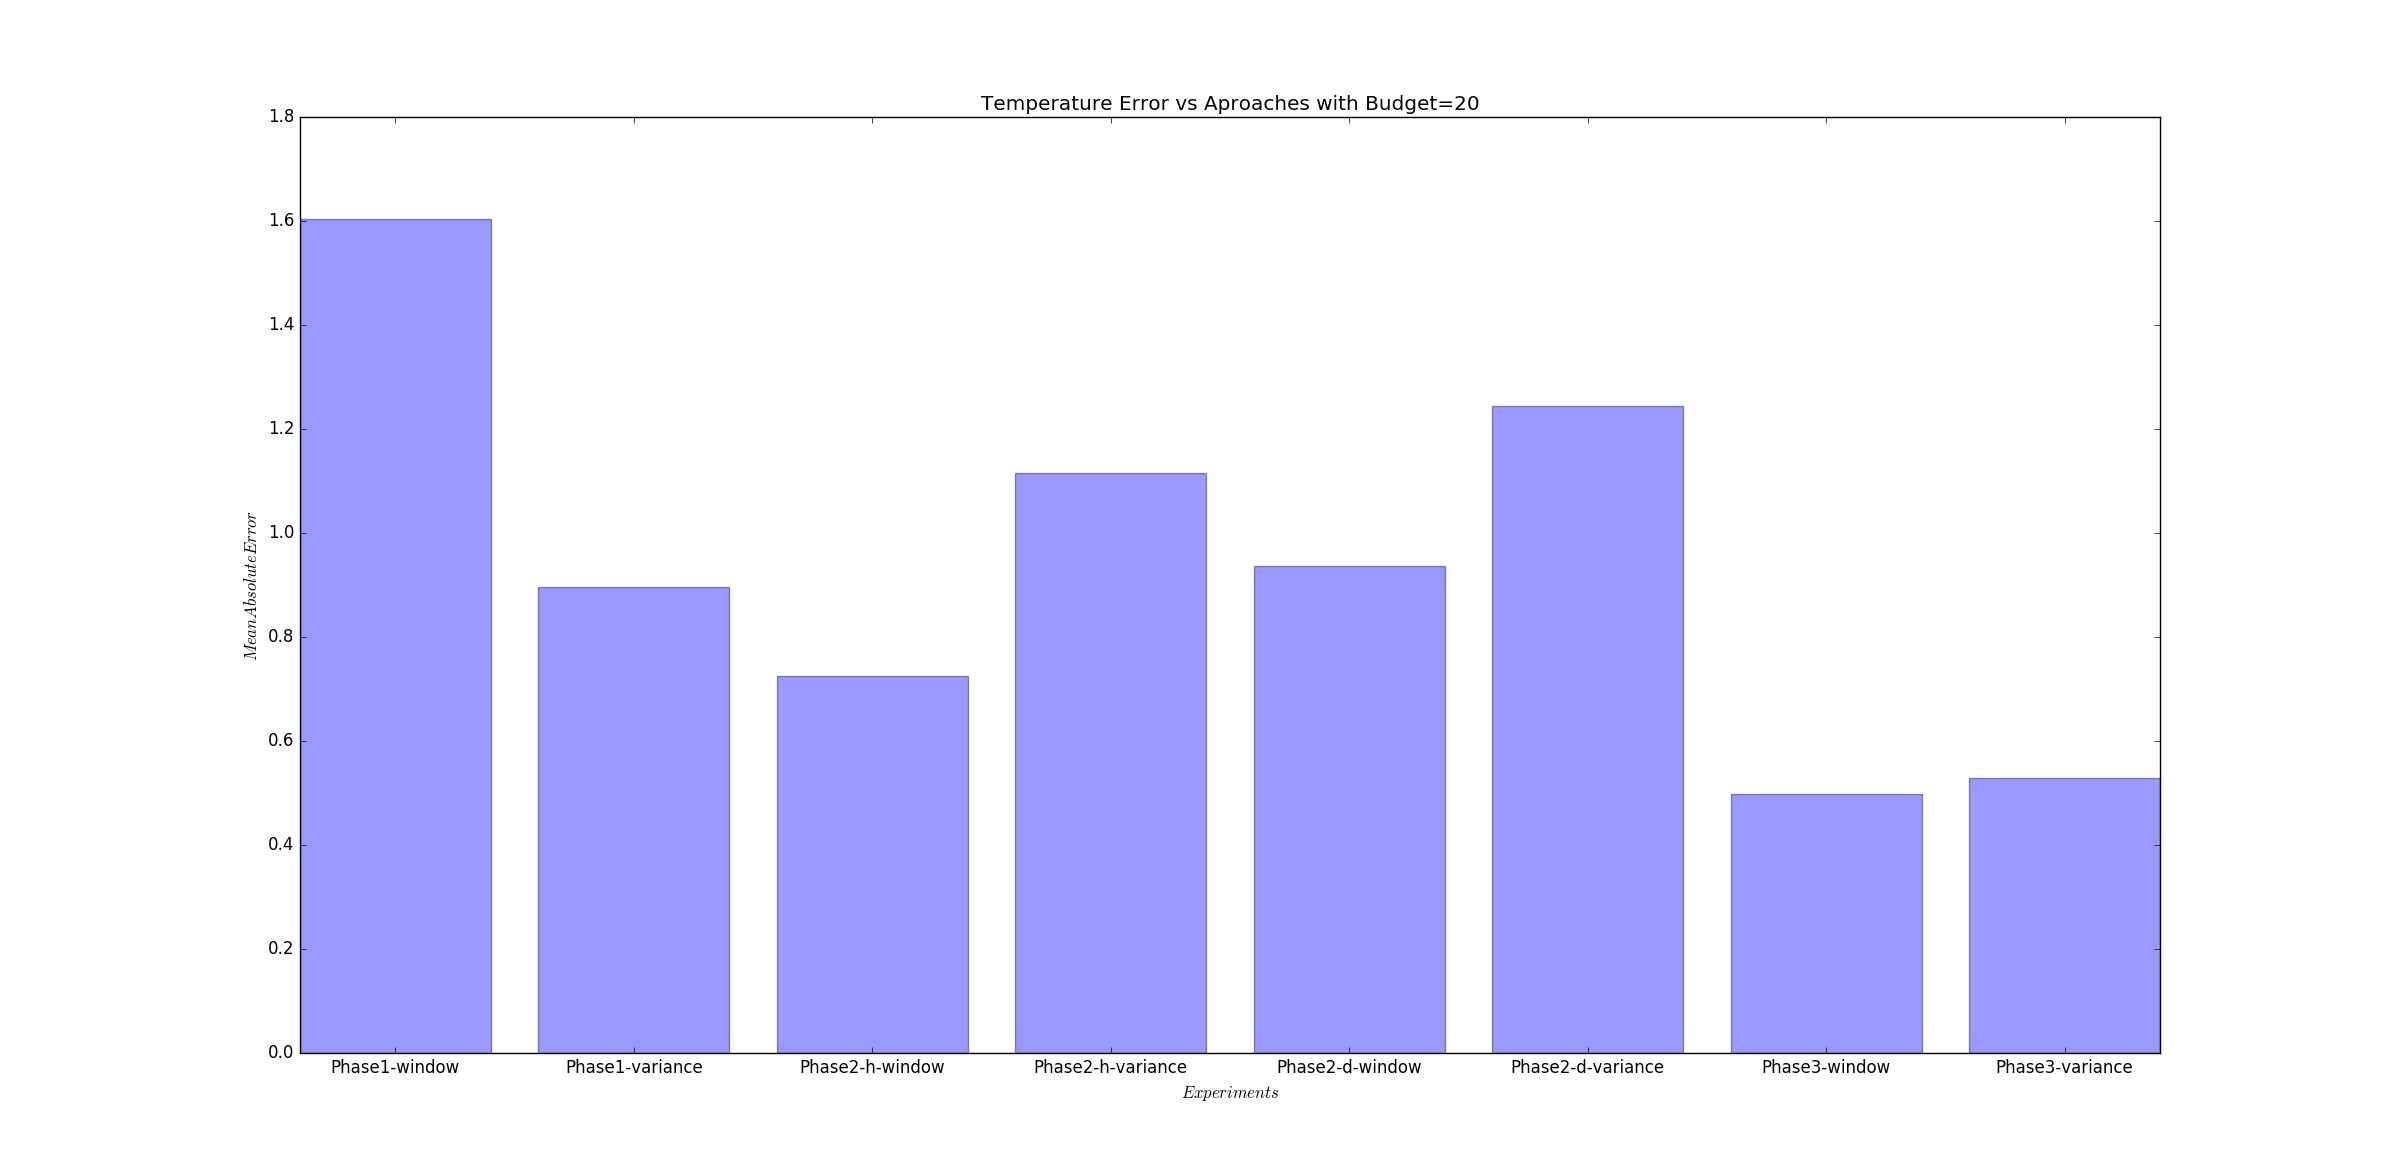 Temperature Error vs Aproaches with Budget=20
1.8
1.6
1.4
1.2
1.0
0.8
0.6
0.4
0.2
0.0
MeanAbsoluteError
Phase1-window Phase1-variance Phase2-h-window Phase2-h-variance Phase2-d-window Phase2-d-variance Phase3-window Phase3-variance
Experiments